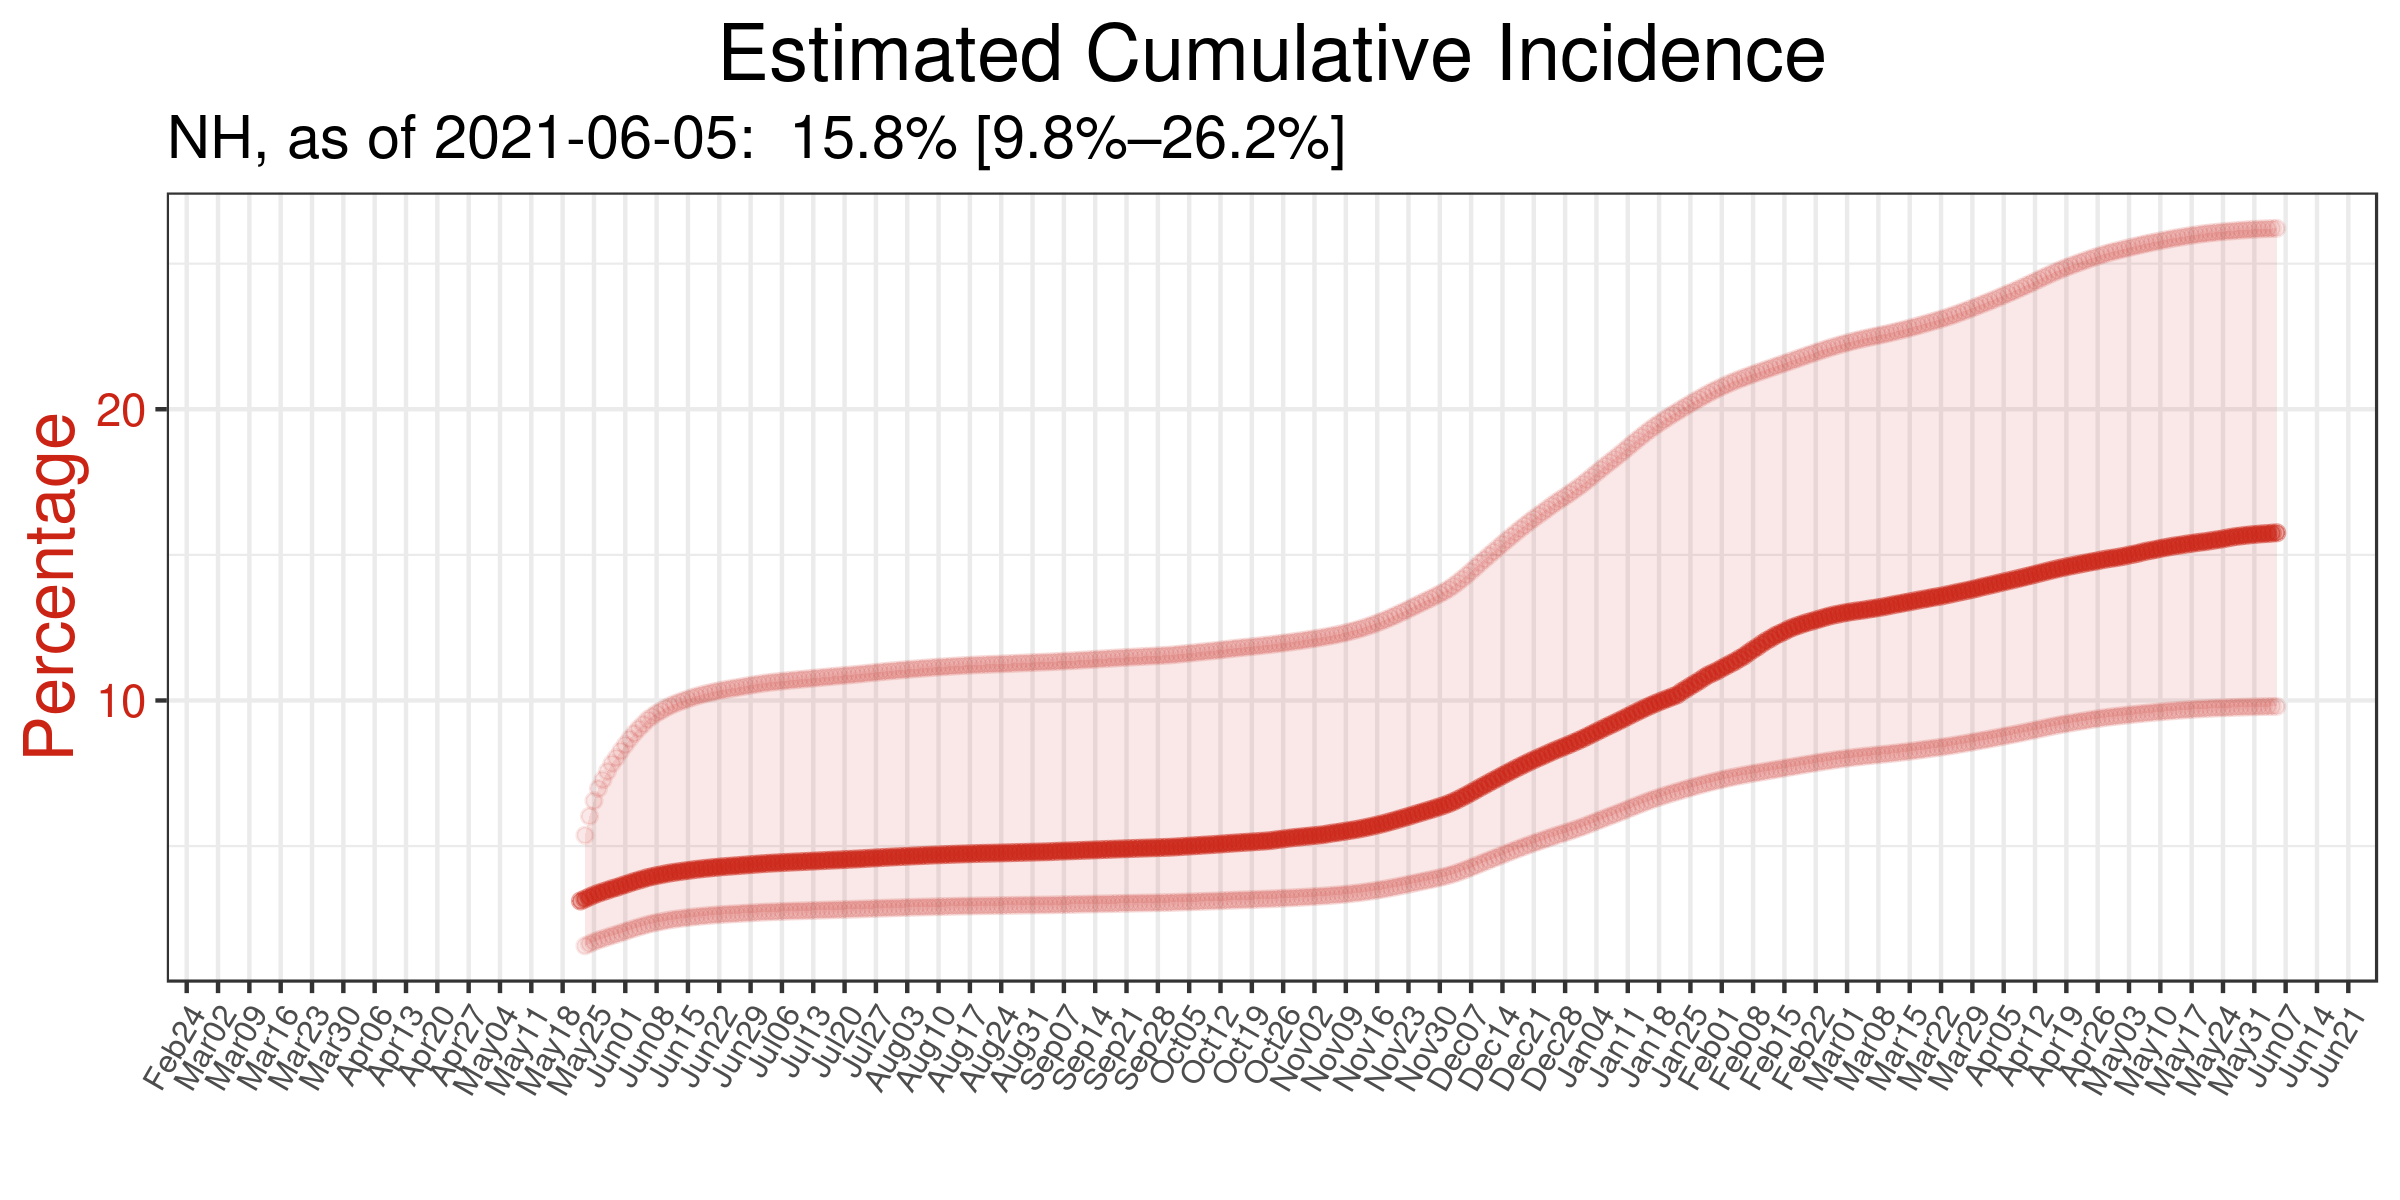 Estimated Cumulative Incidence
NH, as of 2021-06-05:  15.8% [9.8%–26.2%]
Percentage
20
10
Feb24
Mar02
Mar09
Mar16
Mar23
Mar30
Apr06
Apr13
Apr20
Apr27
May04
May11
May18
May25
Jun01
Jun08
Jun15
Jun22
Jun29
Jul06
Jul13
Jul20
Jul27
Aug03
Aug10
Aug17
Aug24
Aug31
Sep07
Sep14
Sep21
Sep28
Oct05
Oct12
Oct19
Oct26
Nov02
Nov09
Nov16
Nov23
Nov30
Dec07
Dec14
Dec21
Dec28
Jan04
Jan11
Jan18
Jan25
Feb01
Feb08
Feb15
Feb22
Mar01
Mar08
Mar15
Mar22
Mar29
Apr05
Apr12
Apr19
Apr26
May03
May10
May17
May24
May31
Jun07
Jun14
Jun21